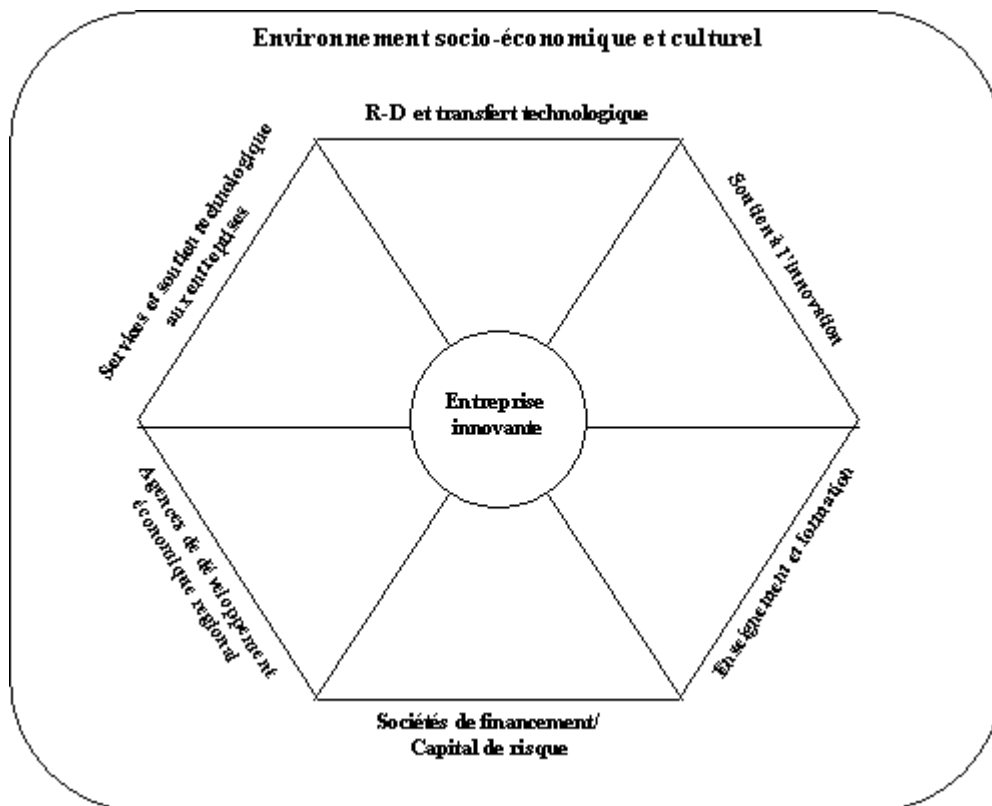 Environnement socio-économique et culturel
R-D et transfert technologique
Services et soutien technologique
aux entreprises
Soutien à l'innovation
Entreprise
innovante
Agences de développement
économique regional
Enseignement et formation
Sociétés de financement/
Capital de risque